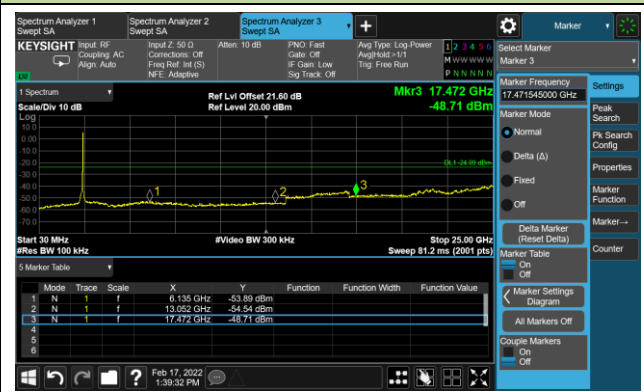 Spectrum Analyzer 1
Swept SA
Spectrum Analyzer 2
Swept SA
Spectrum Analyzer 3
Swept SA
Marker
KEYSIGHT
Input: RF
Coupling: AC
Align: Auto
Input Z: 50 Ω
Corrections: Off
Freq Ref: Int (S)
NFE: Adaptive
Atten: 10 dB
PNO: Fast
Gate: Off
IF Gain: Low
Sig Track: Off
Avg Type: Log-Power
Avg|Hold:>1/1
Trig: Free Run
1 2 3 4 5 6
M W W W W W
P N N N N N
LVI
Select Marker
Marker 3
1 Spectrum
Scale/Div 10 dB
Ref Lvl Offset 21.60 dB
Ref Level 20.00 dBm
Mkr3 17.472 GHz
-48.71 dBm
Log
10.0
0.00
-10.0
-20.0
-30.0
-40.0
-50.0
-60.0
-70.0
DL1 -24.09 dBm
1
2
3
Start 30 MHz
#Video BW 300 kHz
Stop 25.00 GHz
#Res BW 100 kHz
Sweep 81.2 ms (2001 pts)
5 Marker Table
Mode Trace Scale X Y Function Function Width Function Value
1 N 1 f 6.135 GHz -53.89 dBm
2 N 1 f 13.052 GHz -54.54 dBm
3 N 1 f 17.472 GHz -48.71 dBm
4
5
6
Marker Frequency
17.471545000 GHz
Marker Mode
Normal
Delta (Δ)
Fixed
Off
Delta Marker
(Reset Delta)
Marker Table
On
Off
Marker Settings
Diagram
All Markers Off
Couple Markers
On
Off
Settings
Peak
Search
Pk Search
Config
Properties
Marker
Function
Marker→
Counter
Feb 17, 2022
1:39:32 PM